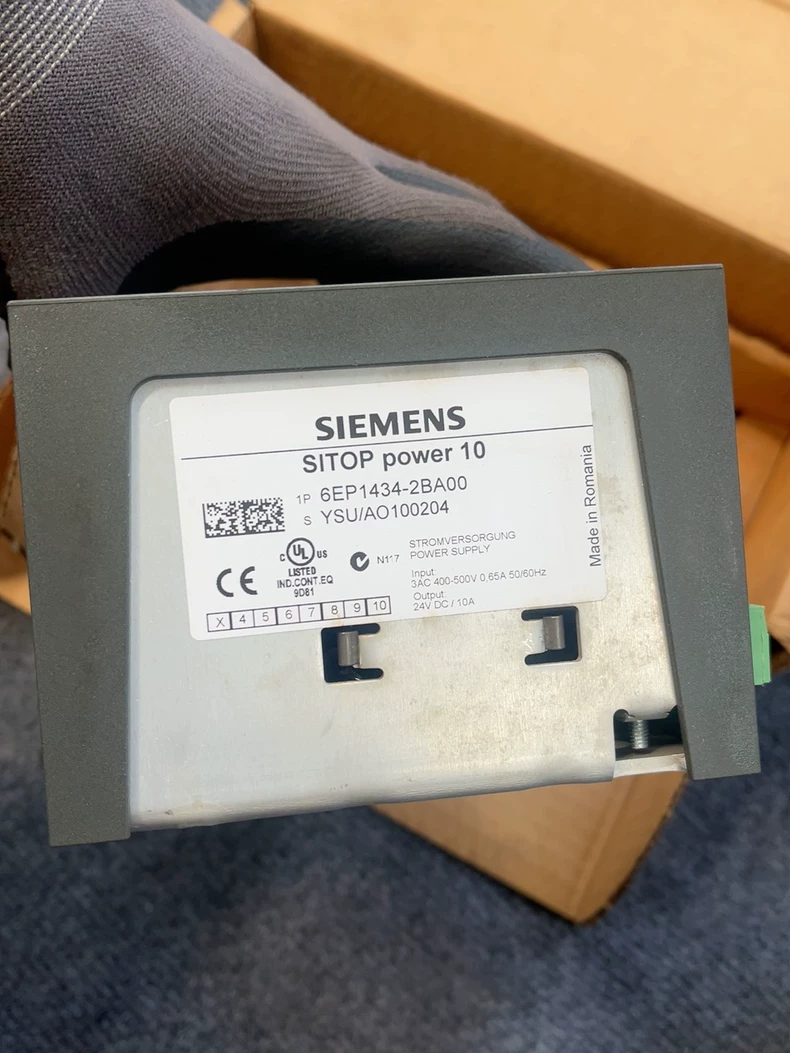 SIEMENS
SITOP power 10
1P 6EP1434-2BA00
S YSU/AO100204
CE
C UL US
LISTED
IND.CONT.EQ
9D81
N117
STROMVERSORGUNG
POWER SUPPLY
Input:
3AC 400-500V 0,65A 50/60Hz
Output:
24V DC / 10A
X 4 5 6 7 8 9 10
Made in Romania